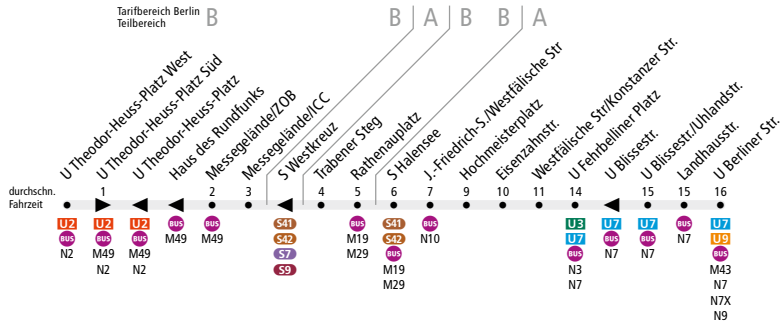 Tarifbereich Berlin
Teilbereich
B B A B B A
U Theodor-Heuss-Platz West
U Theodor-Heuss-Platz Süd
U Theodor-Heuss-Platz
Haus des Rundfunks
Messegelände/ZOB
Messegelände/ICC
S Westkreuz
Trabener Steg
Rathenauplatz
S Halensee
J.-Friedrich-S./Westfälische Str
Hochmeisterplatz
Eisenzahnstr.
Westfälische Str/Konstanzer Str.
U Fehrbelliner Platz
U Blissestr.
U Blissestr./Uhlandstr.
Landhausstr.
U Berliner Str.
durchschn.
Fahrzeit
1 2 3 4 5 6 7 9 10 11 14 15 15 16
U2 U2 U2 BUS BUS S41 BUS S41 BUS U3 U7 U7 BUS U7
BUS BUS BUS M49 M49 S42 M19 S42 N10 U7 BUS BUS N7 U9
N2 M49 M49 S7 M29 BUS BUS N7 N7 BUS
N2 N2 S9 M19 N3 M43
M29 N7 N7
N7X
N9